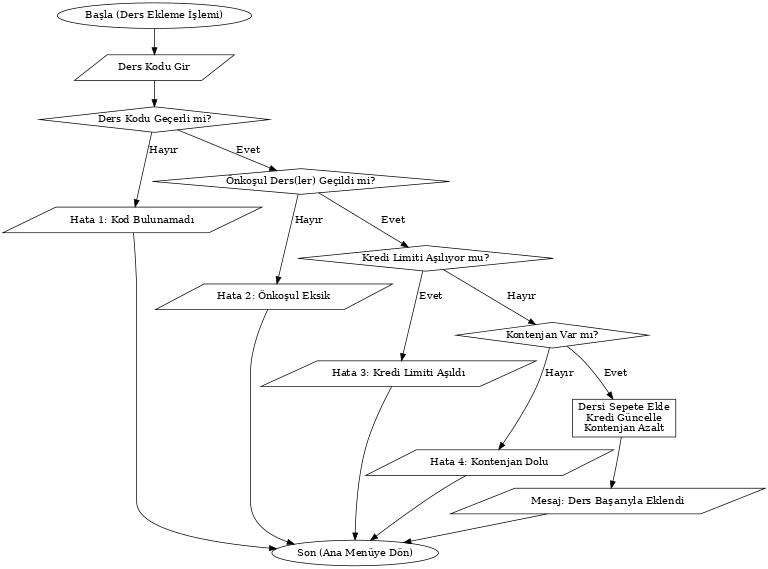 Başla (Ders Ekleme İşlemi)
Ders Kodu Gir
Ders Kodu Geçerli mi?
Hayır
Evet
Önkoşul Ders(ler) Geçildi mi?
Hata 1: Kod Bulunamadı
Hayır
Evet
Kredi Limiti Aşılıyor mu?
Hata 2: Önkoşul Eksik
Evet
Hayır
Kontenjan Var mı?
Hata 3: Kredi Limiti Aşıldı
Hayır
Evet
Dersi Sepete Ekle
Kredi Güncelle
Kontenjan Azalt
Hata 4: Kontenjan Dolu
Mesaj: Ders Başarıyla Eklendi
Son (Ana Menüye Dön)